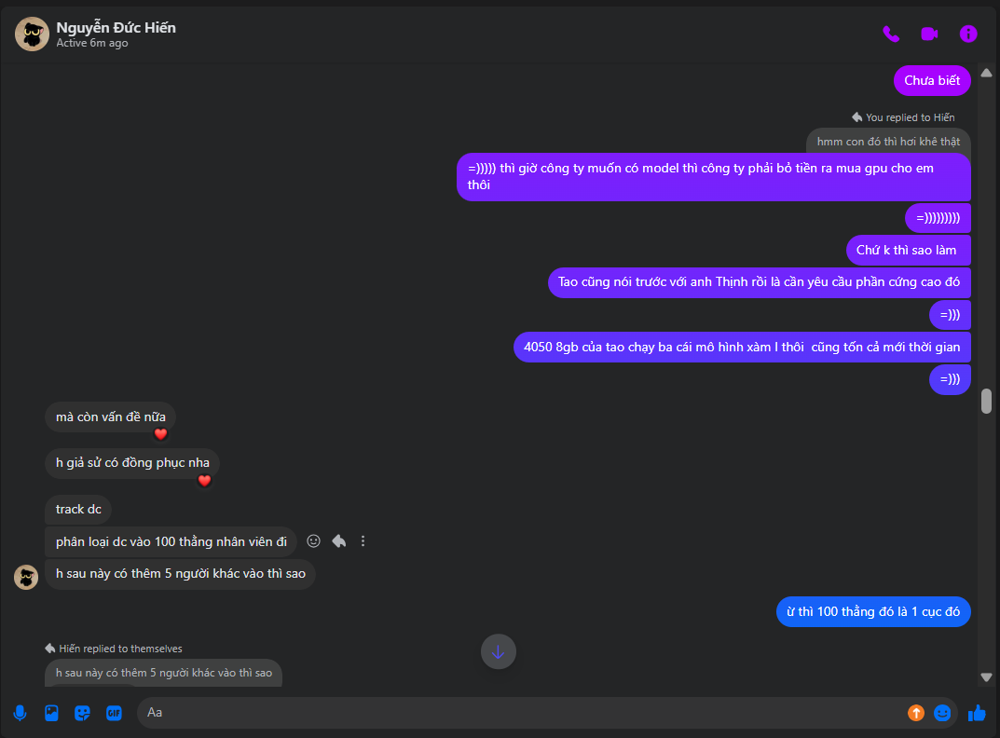 Nguyễn Đức Hiến
Active 6m ago
Chưa biết
You replied to Hiến
hmm con đó thì hơi khê thật
=))))) thì giờ công ty muốn có model thì công ty phải bỏ tiền ra mua gpu cho em
thôi
=)))))))))
Chứ k thì sao làm
Tao cũng nói trước với anh Thịnh rồi là cần yêu cầu phần cứng cao đó
=)))
4050 8gb của tao chạy ba cái mô hình xàm l thôi cũng tốn cả mới thời gian
=)))
mà còn vấn đề nữa
h giả sử có đồng phục nha
track dc
phân loại dc vào 100 thằng nhân viên đi
h sau này có thêm 5 người khác vào thì sao
ừ thì 100 thằng đó là 1 cục đó
Hiến replied to themselves
h sau này có thêm 5 người khác vào thì sao
GIF
Aa